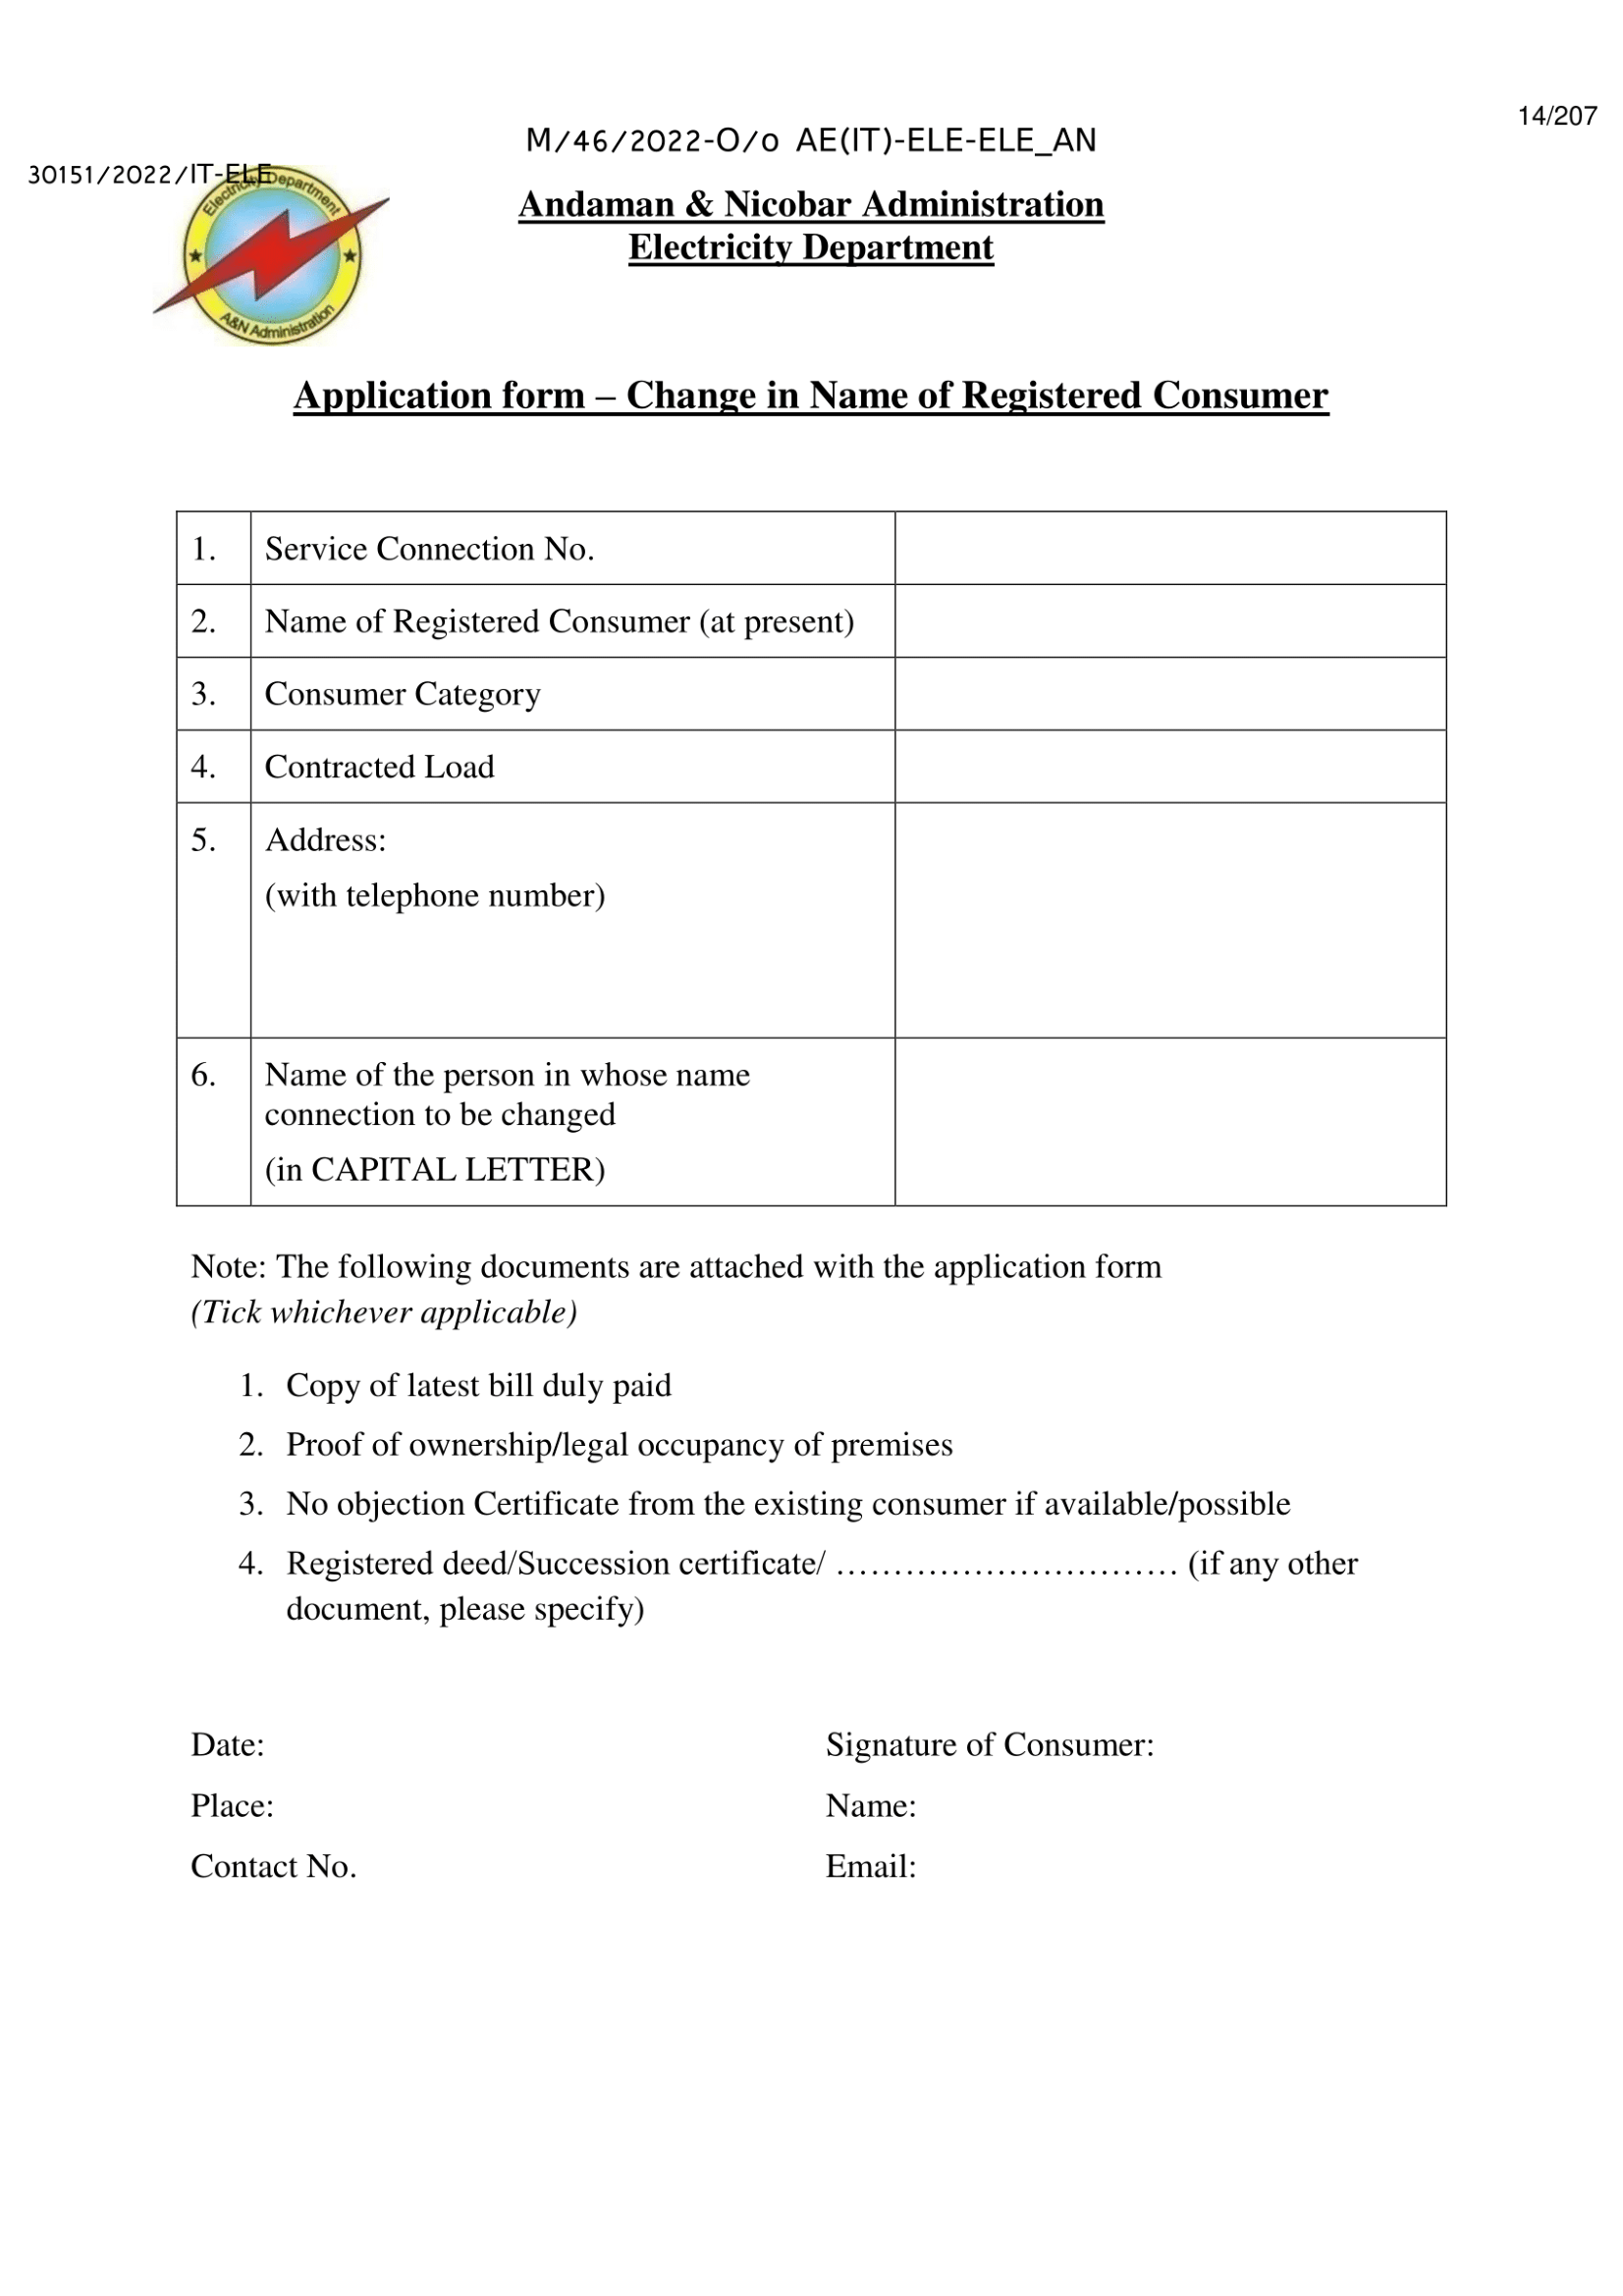 14/207
M/46/2022-O/o AE(IT)-ELE-ELE_AN
30151/2022/IT-ELE
Electricity Department
A&N Administration
Andaman & Nicobar Administration
Electricity Department
Application form – Change in Name of Registered Consumer
1. Service Connection No.
2. Name of Registered Consumer (at present)
3. Consumer Category
4. Contracted Load
5. Address:
(with telephone number)
6. Name of the person in whose name
connection to be changed
(in CAPITAL LETTER)
Note: The following documents are attached with the application form
(Tick whichever applicable)
1. Copy of latest bill duly paid
2. Proof of ownership/legal occupancy of premises
3. No objection Certificate from the existing consumer if available/possible
4. Registered deed/Succession certificate/ ………………………… (if any other
document, please specify)
Date: Signature of Consumer:
Place: Name:
Contact No. Email: